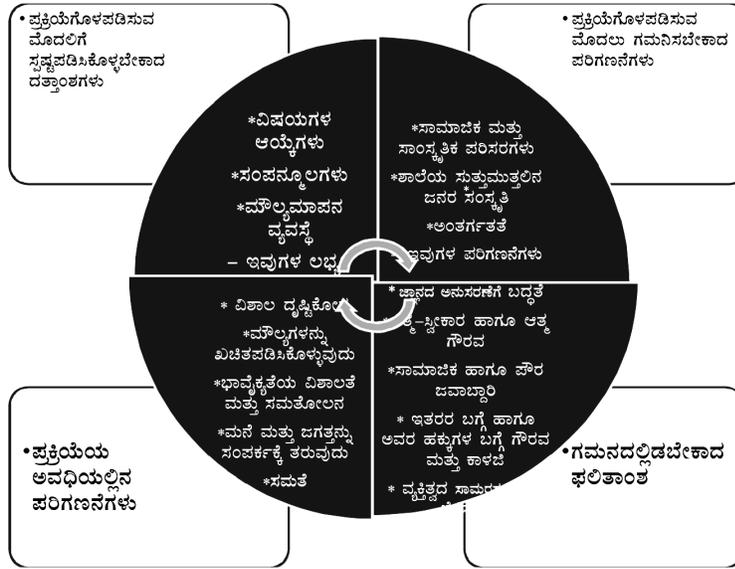 • ಪ್ರಕ್ರಿಯೆಗೊಳಪಡಿಸುವ
ಮೊದಲಿಗೆ
ಸ್ಪಷ್ಟಪಡಿಸಿಕೊಳ್ಳಬೇಕಾದ
ದತ್ತಾಂಶಗಳು
• ಪ್ರಕ್ರಿಯೆಗೊಳಪಡಿಸುವ
ಮೊದಲು ಗಮನಿಸಬೇಕಾದ
ಪರಿಗಣನೆಗಳು
*ವಿಷಯಗಳ
ಆಯ್ಕೆಗಳು
*ಸಂಪನ್ಮೂಲಗಳು
*ಮೌಲ್ಯಮಾಪನ
ವ್ಯವಸ್ಥೆ
– ಇವುಗಳ
*ಸಾಮಾಜಿಕ ಮತ್ತು
ಸಾಂಸ್ಕೃತಿಕ ಪರಿಸರಗಳು
*ಶಾಲೆಯ ಸುತ್ತುಮುತ್ತಲಿನ
ಜನರ ಸಂಸ್ಕೃತಿ
*ಅಂತರ್ಗತತೆ
ಇವುಗಳ ಪರಿಗಣನೆಗಳು
* ವಿಶಾಲ
*ಮೌಲ್ಯಗಳನ್ನು
ಖಚಿತಪಡಿಸಿಕೊಳ್ಳುವುದು
*ಭಾವೈಕ್ಯತೆಯ ವಿಶಾಲತೆ
ಮತ್ತು ಸಮತೋಲನ
*ಮನೆ ಮತ್ತು ಜಗತ್ತನ್ನು
ಸಂಪರ್ಕಕ್ಕೆ ತರುವುದು
*ಸಮತೆ
* ಜ್ಞಾನದ ಅನುಸರಣೆಗೆ ಬದ್ಧತೆ
ಹಾಗೂ ಆತ್ಮ
ಗೌರವ
*ಸಾಮಾಜಿಕ ಹಾಗೂ ಪೌರ
ಜವಾಬ್ದಾರಿ
* ಇತರರ ಬಗ್ಗೆ ಹಾಗೂ
ಅವರ ಹಕ್ಕುಗಳ ಬಗ್ಗೆ ಗೌರವ
ಮತ್ತು ಕಾಳಜಿ
* ವ್ಯಕ್ತಿತ್ವದ
• ಪ್ರಕ್ರಿಯೆಯ
ಅವಧಿಯಲ್ಲಿನ
ಪರಿಗಣನೆಗಳು
• ಗಮನದಲ್ಲಿಡಬೇಕಾದ
ಫಲಿತಾಂಶ